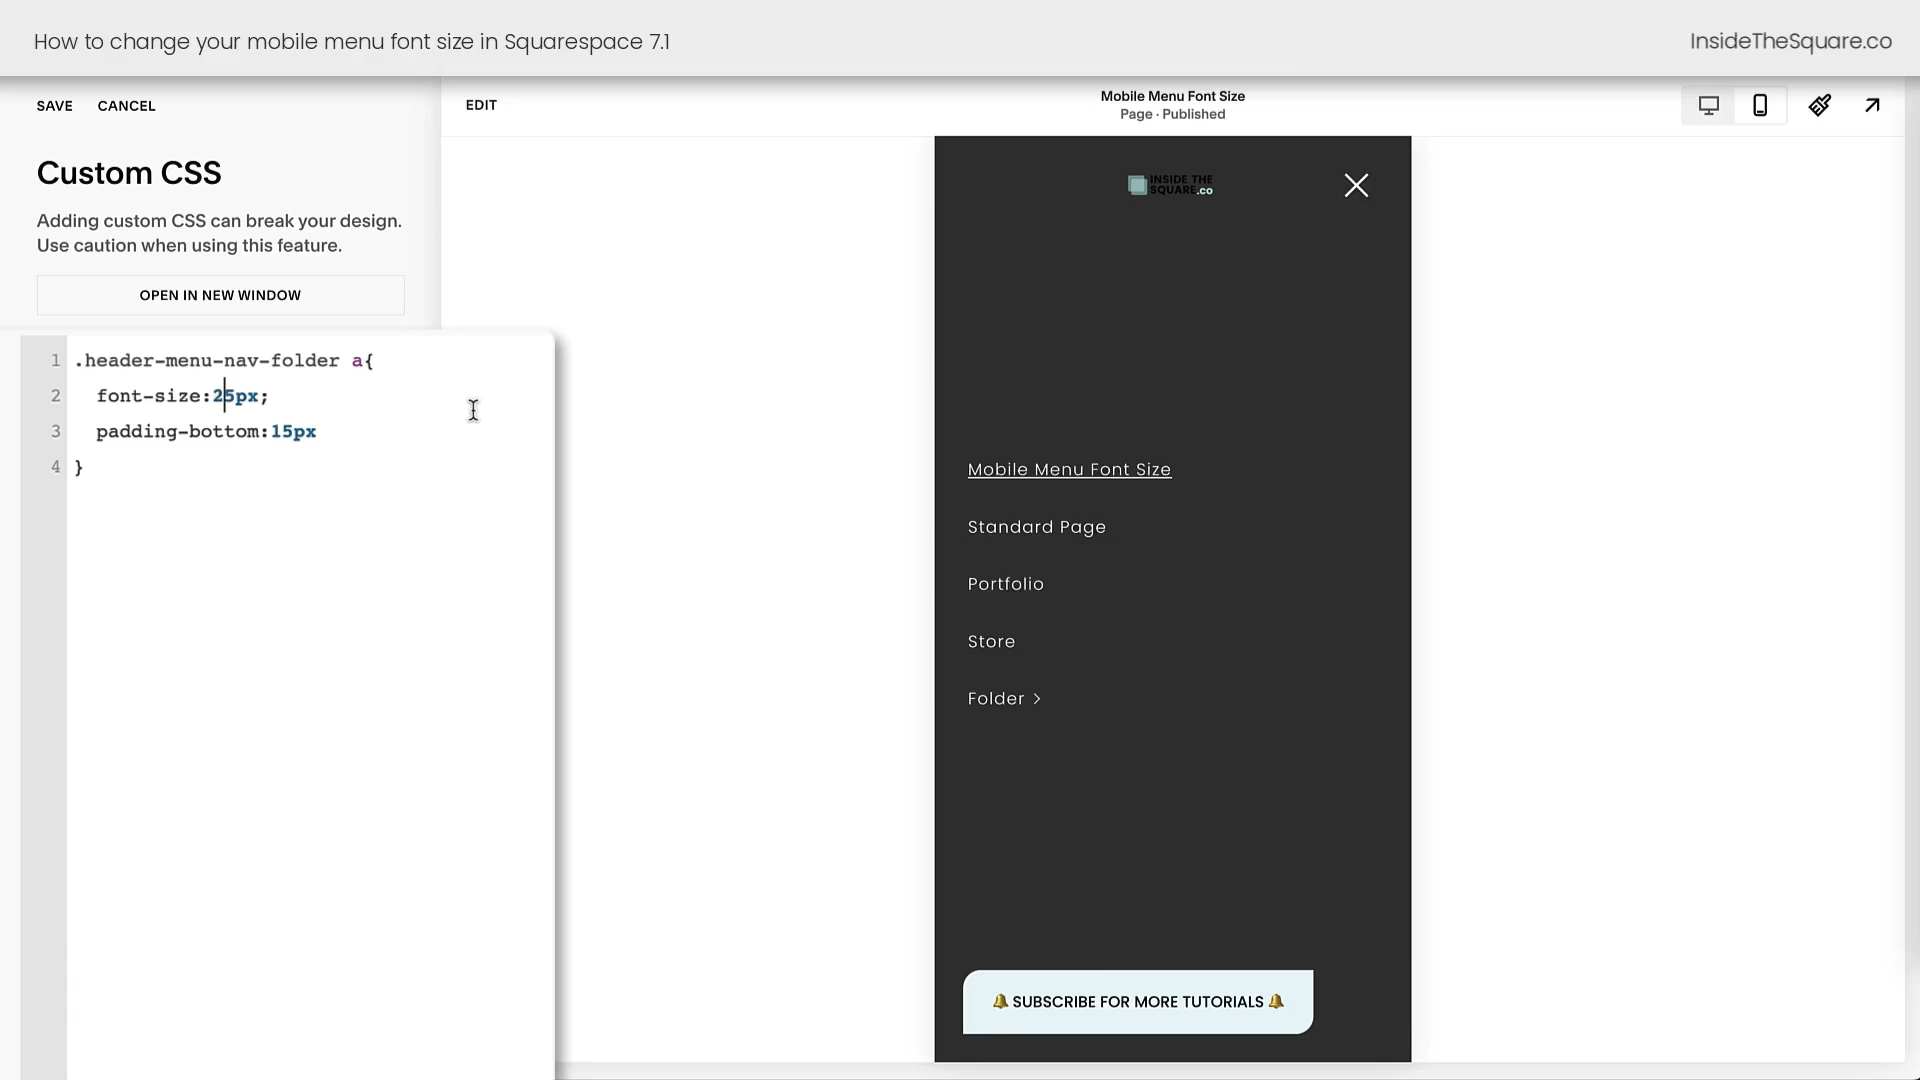 How to change your mobile menu font size in Squarespace 7.1
InsideTheSquare.co
SAVE CANCEL
EDIT
Mobile Menu Font Size
Page · Published
Custom CSS
Adding custom CSS can break your design.
Use caution when using this feature.
OPEN IN NEW WINDOW
1 .header-menu-nav-folder a{
2 font-size:25px;
3 padding-bottom:15px
4 }
INSIDE THE
SQUARE.co
Mobile Menu Font Size
Standard Page
Portfolio
Store
Folder >
🔔 SUBSCRIBE FOR MORE TUTORIALS 🔔